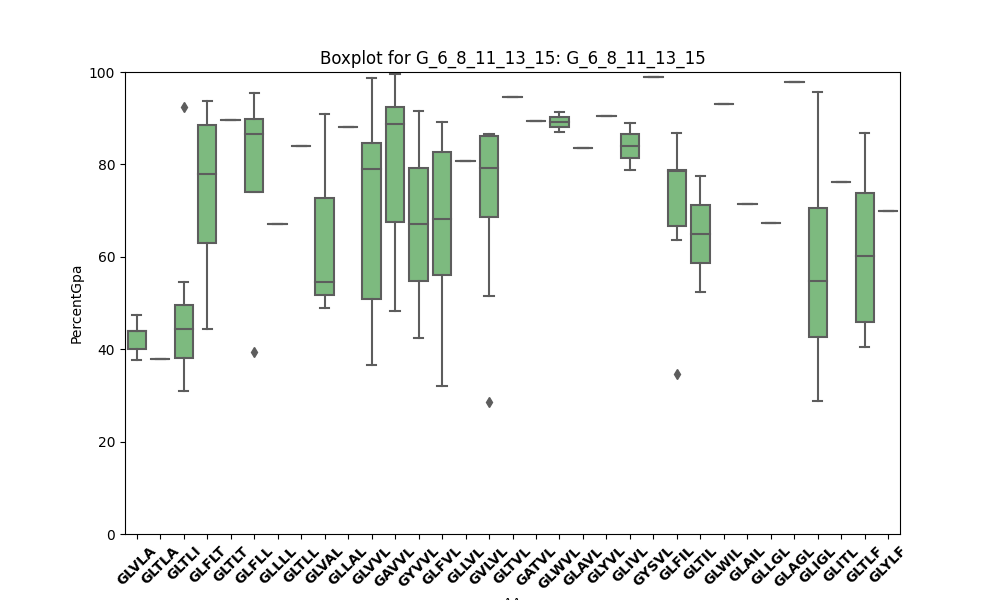 Boxplot for G_6_8_11_13_15: G_6_8_11_13_15
100
80
60
40
20
0
PercentGpa
GLVLA GLTLA GLTLI GLFLT GLTLT GLFLL GLLLL GLTLL GLVAL GLLAL GLVVL GAVVL GYVVL GLFVL GLLVL GVLVL GLTVL GATVL GLWVL GLAVL GLYVL GLIVL GYSVL GLFIL GLTIL GLWIL GLAIL GLLGL GLAGL GLIGL GLITL GLTLF GLYLF